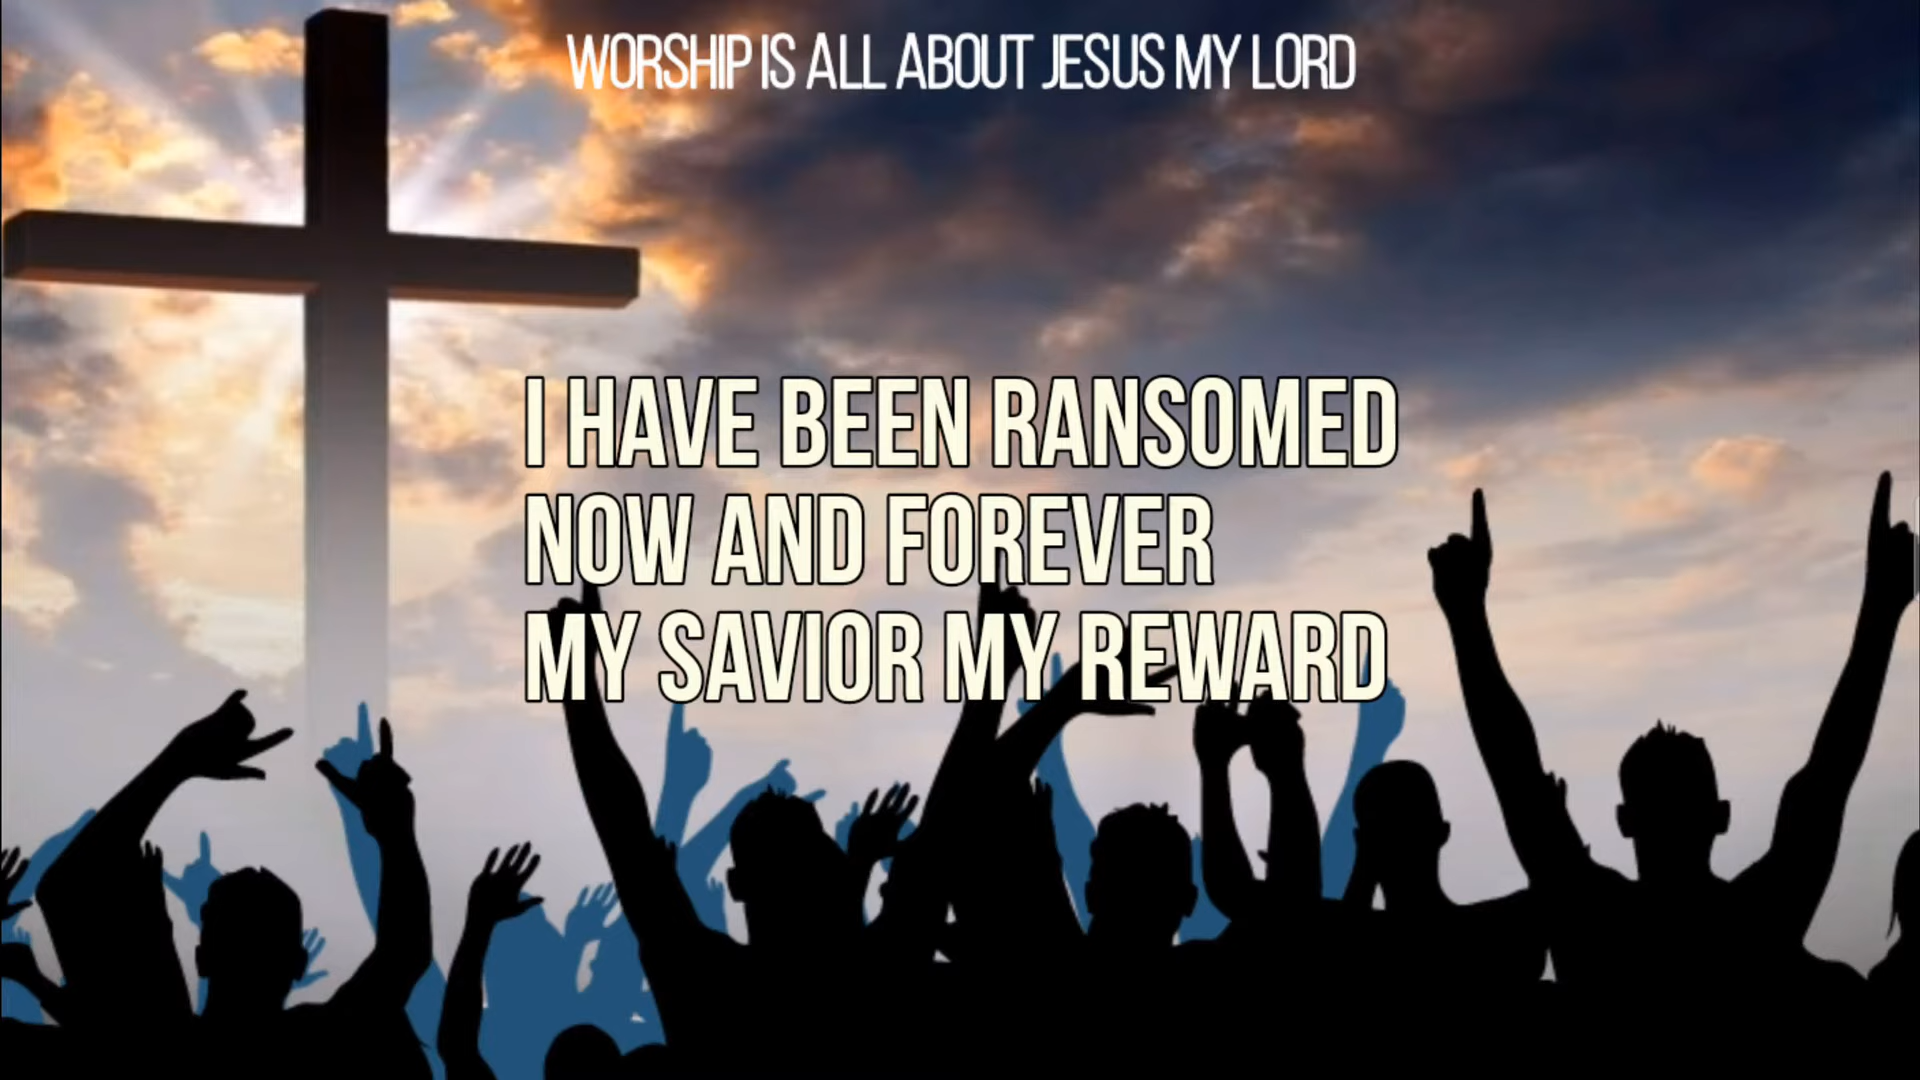 WORSHIP IS ALL ABOUT JESUS MY LORD
I HAVE BEEN RANSOMED
NOW AND FOREVER
MY SAVIOR MY REWARD